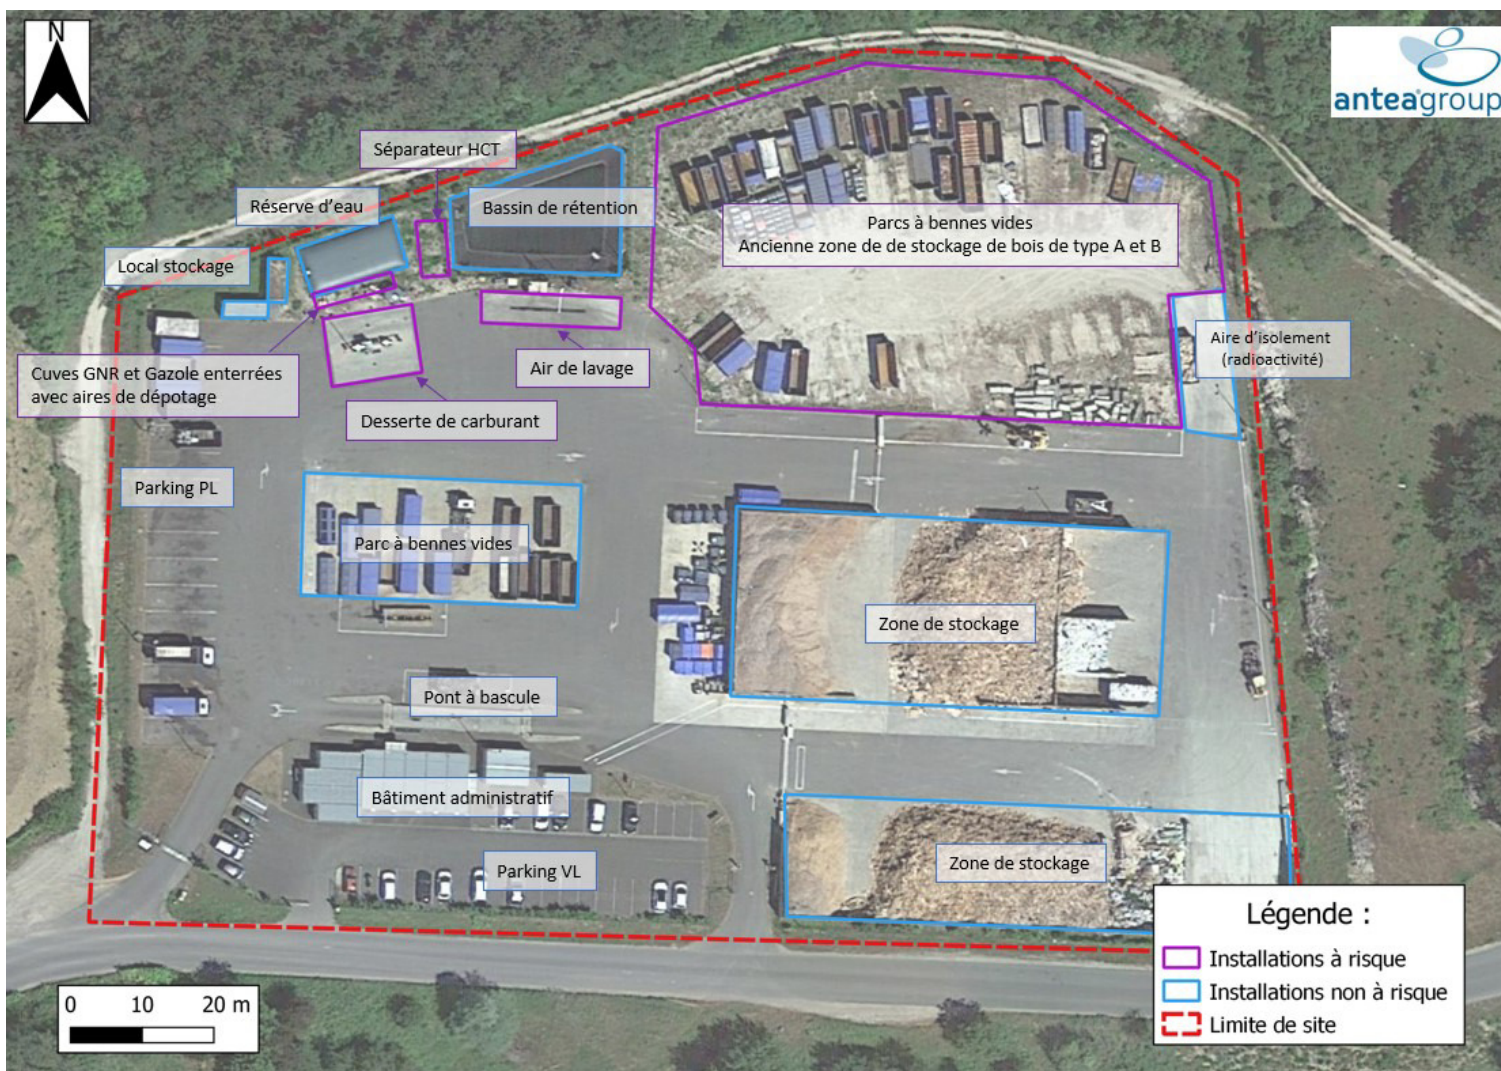 N
anteagroup
Séparateur HCT
Réserve d'eau
Bassin de rétention
Parcs à bennes vides
Ancienne zone de de stockage de bois de type A et B
Local stockage
Aire d'isolement
(radioactivité)
Cuves GNR et Gazole enterrées
avec aires de dépotage
Air de lavage
Desserte de carburant
Parking PL
Parc à bennes vides
Zone de stockage
Pont à bascule
Bâtiment administratif
Parking VL
Zone de stockage
Légende :
Installations à risque
Installations non à risque
Limite de site
0 10 20 m